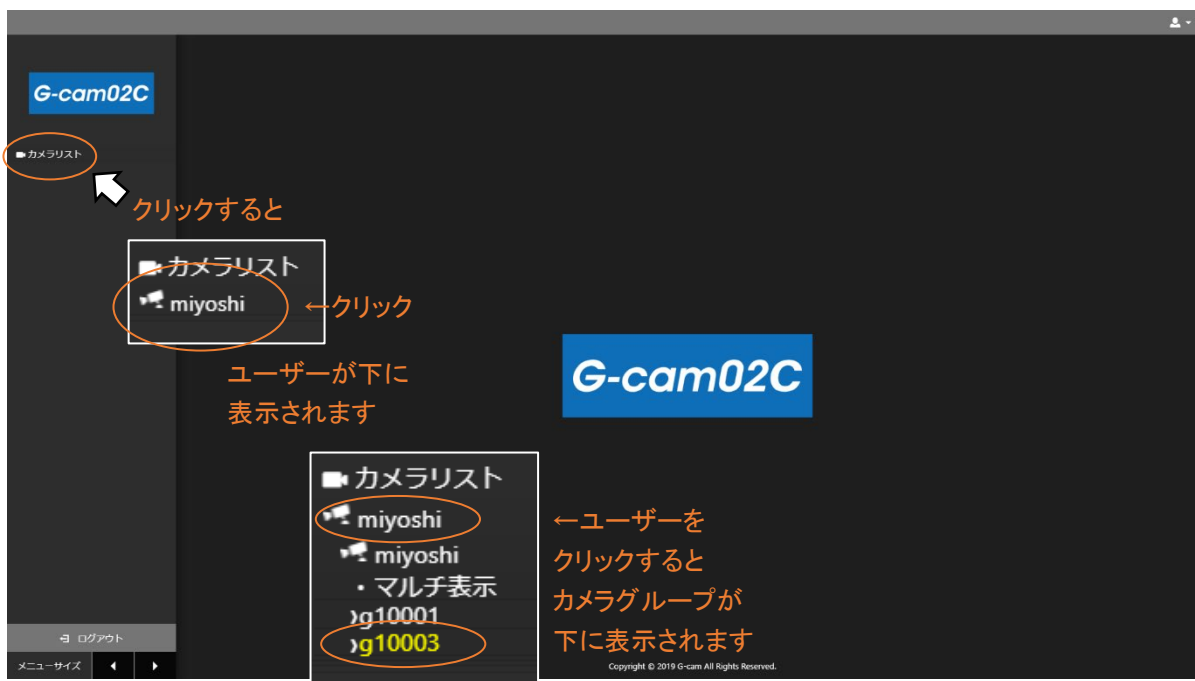 G-cam02C
カメラリスト
クリックすると
カメラリスト
miyoshi
←クリック
ユーザーが下に
表示されます
G-cam02C
カメラリスト
miyoshi
miyoshi
・マルチ表示
g10001
g10003
←ユーザーを
クリックすると
カメラグループが
下に表示されます
ログアウト
メニューサイズ
Copyright © 2019 G-cam All Rights Reserved.